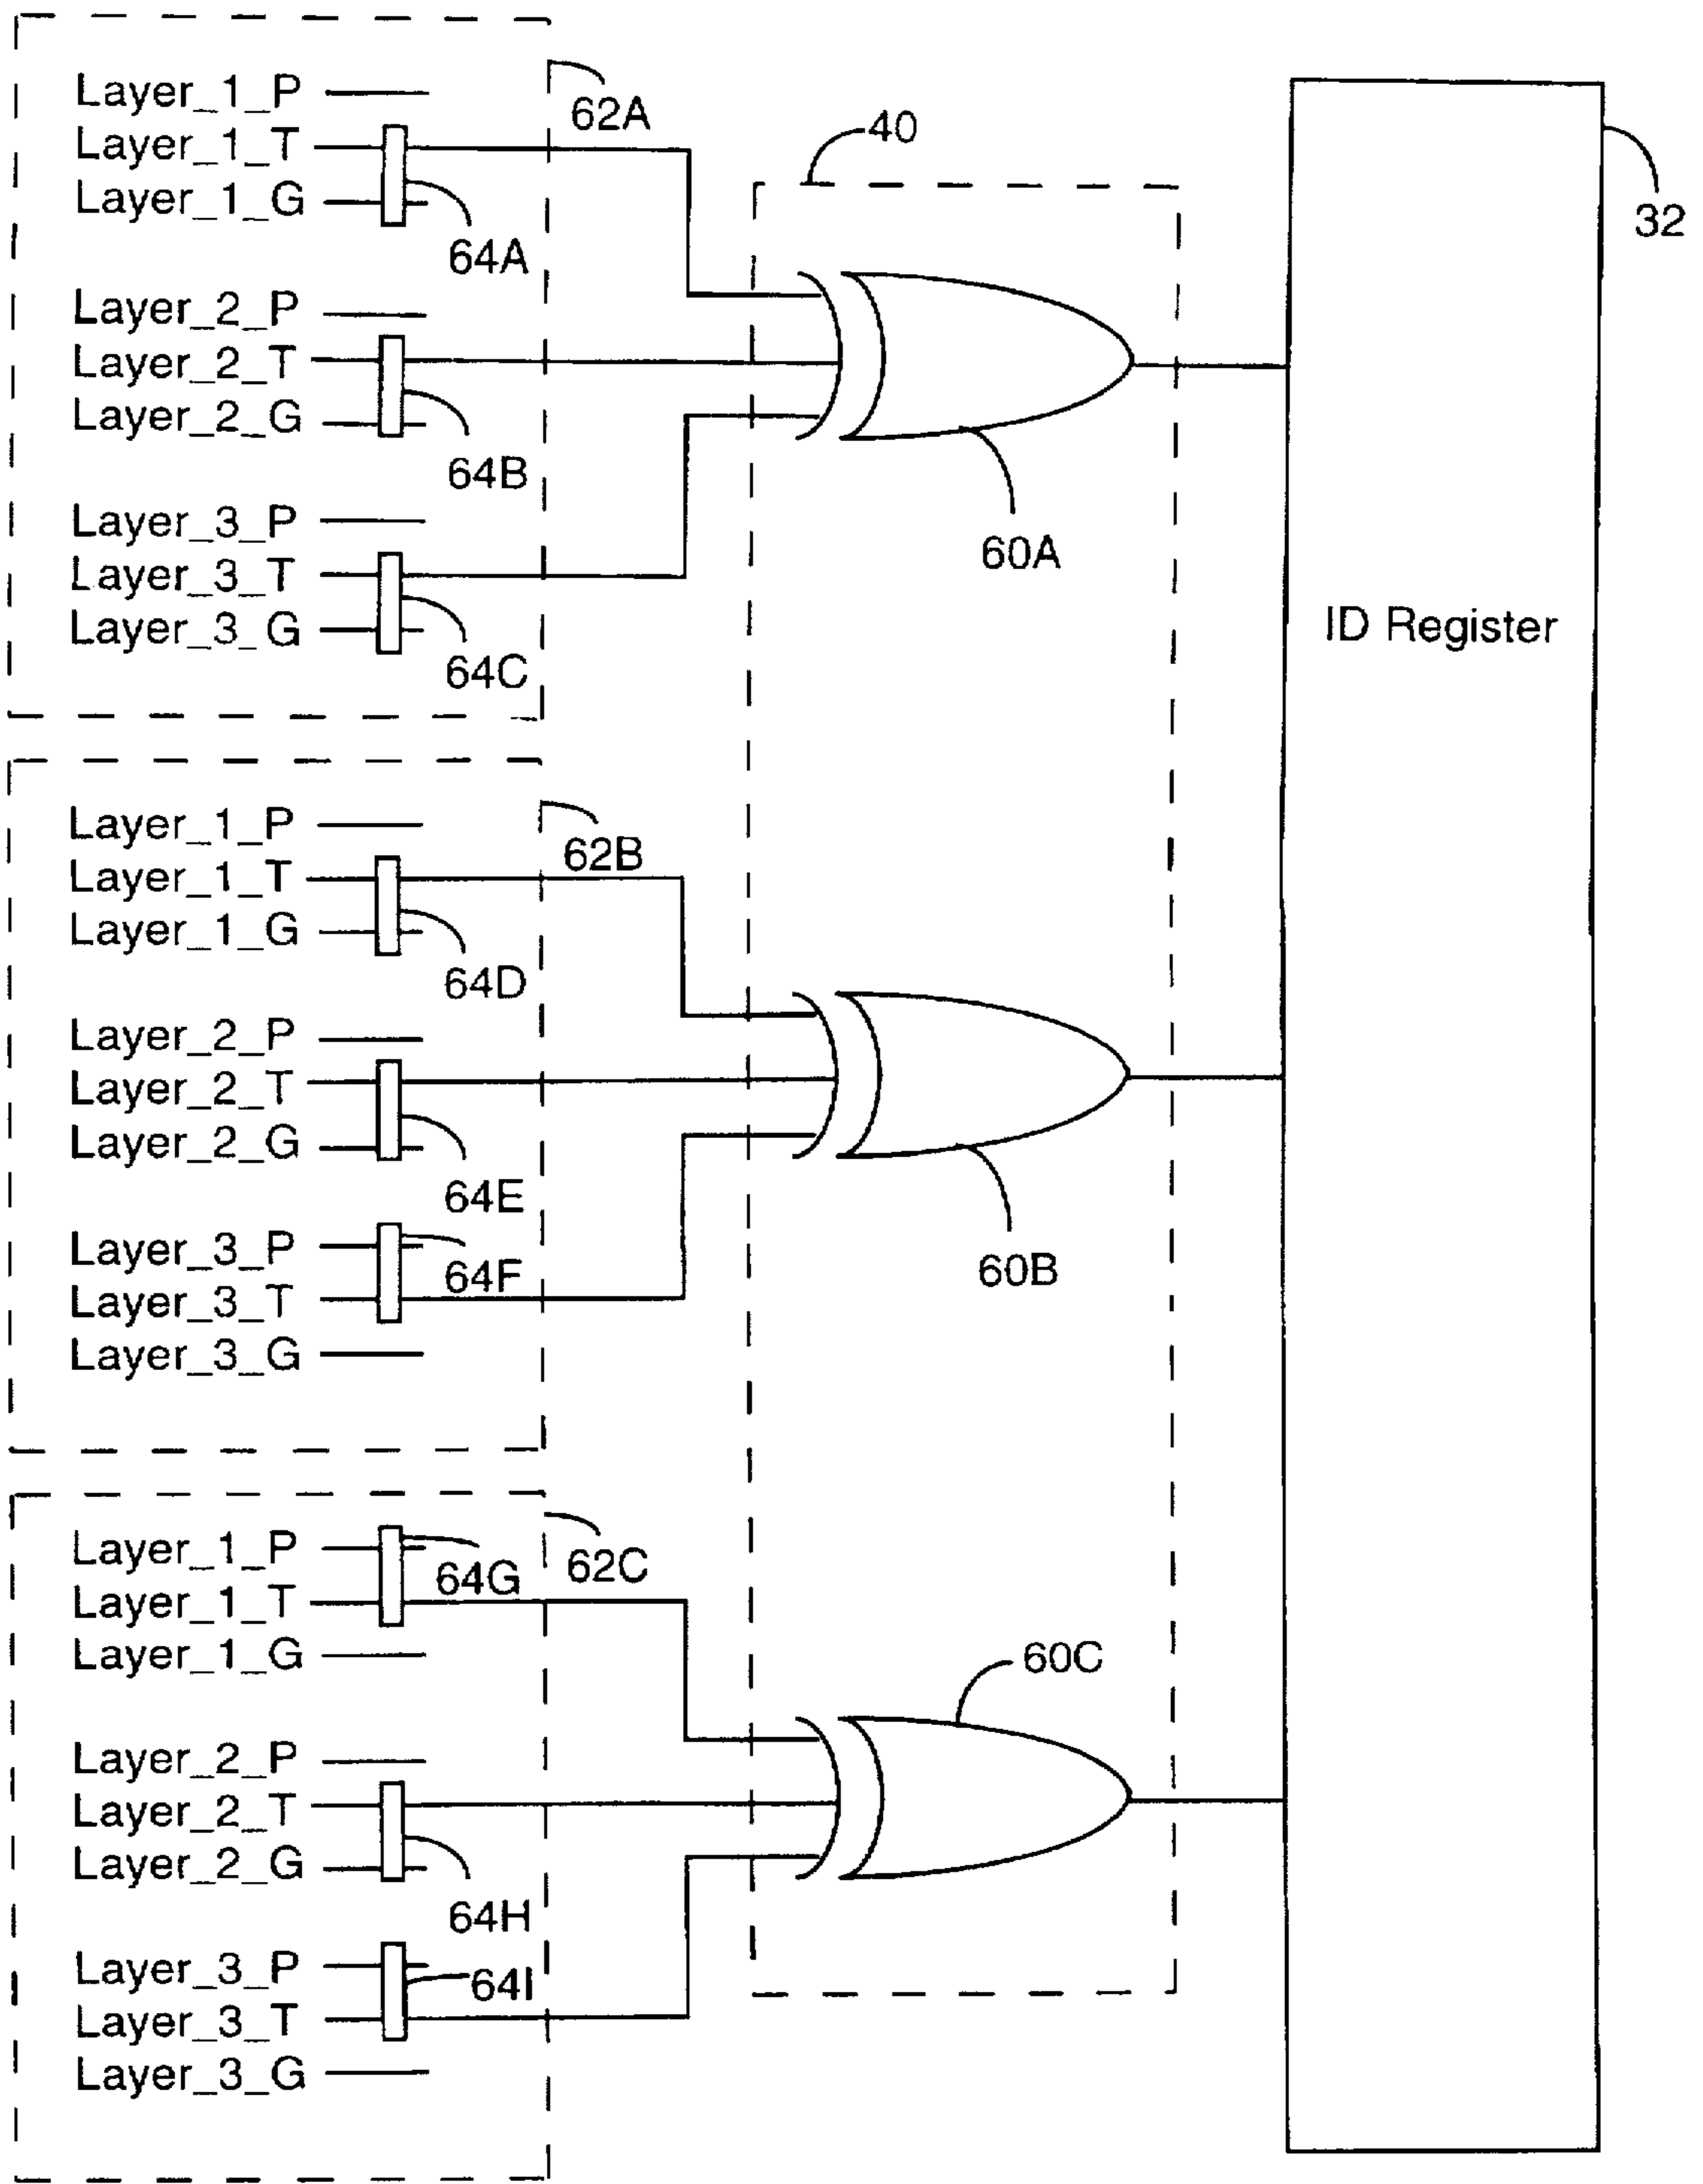 Layer_1_P
62A
Layer_1_T
40
Layer_1_G
32
64A
Layer_2_P
Layer_2_T
Layer_2_G
64B
Layer_3_P
60A
Layer_3_T
Layer_3_G
ID Register
64C
Layer_1_P
62B
Layer_1_T
Layer_1_G
64D
Layer_2_P
Layer_2_T
Layer_2_G
64E
Layer_3_P
64F
60B
Layer_3_T
Layer_3_G
Layer_1_P
62C
64G
Layer_1_T
Layer_1_G
60C
Layer_2_P
Layer_2_T
Layer_2_G
64H
Layer_3_P
64I
Layer_3_T
Layer_3_G